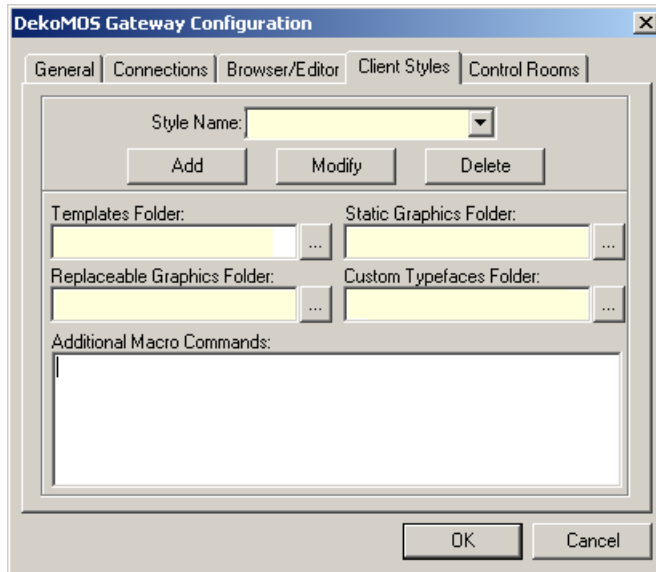 DekoMOS Gateway Configuration
General Connections Browser/Editor Client Styles Control Rooms
Style Name:
Add Modify Delete
Templates Folder: Static Graphics Folder:
... ...
Replaceable Graphics Folder: Custom Typefaces Folder:
... ...
Additional Macro Commands:
OK Cancel